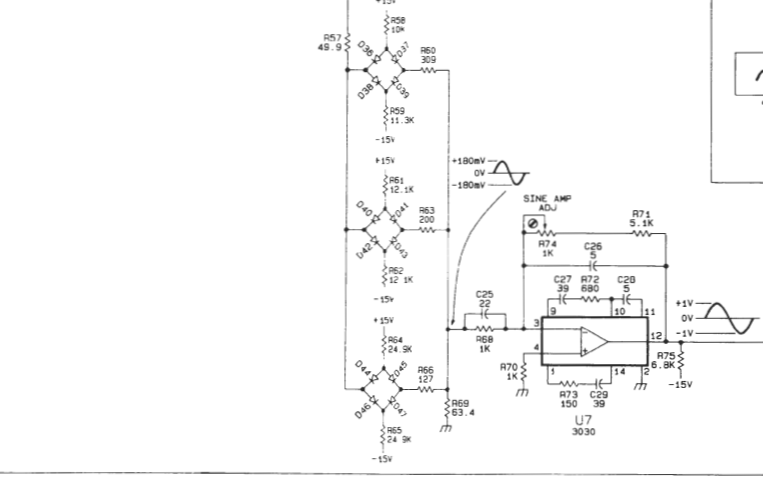 +15V
R58
10K
R57
49.9
D36
D37
R60
309
D38
D39
R59
11.3K
-15V
+15V
R61
12.1K
D40
D41
R63
200
D42
D43
R62
12 1K
-15V
+15V
R64
24.9K
D44
D45
R66
127
D46
D47
R65
24 9K
-15V
R69
63.4
+180mV
0V
-180mV
SINE AMP
ADJ
R74
1K
R71
5.1K
C26
5
C25
22
R68
1K
C27
39
R72
680
C28
5
9
10
11
3
4
12
1
14
2
R70
1K
R73
150
C29
39
U7
3030
+1V
0V
-1V
R75
6.8K
-15V